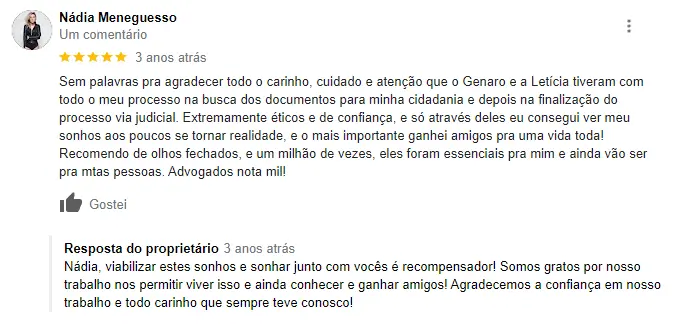 Nádia Meneguesso
Um comentário
3 anos atrás
Sem palavras pra agradecer todo o carinho, cuidado e atenção que o Genaro e a Letícia tiveram com
todo o meu processo na busca dos documentos para minha cidadania e depois na finalização do
processo via judicial. Extremamente éticos e de confiança, e só através deles eu consegui ver meu
sonhos aos poucos se tornar realidade, e o mais importante ganhei amigos pra uma vida toda!
Recomendo de olhos fechados, e um milhão de vezes, eles foram essenciais pra mim e ainda vão ser
pra mtas pessoas. Advogados nota mil!
Gostei
Resposta do proprietário 3 anos atrás
Nádia, viabilizar estes sonhos e sonhar junto com vocês é recompensador! Somos gratos por nosso
trabalho nos permitir viver isso e ainda conhecer e ganhar amigos! Agradecemos a confiança em nosso
trabalho e todo carinho que sempre teve conosco!